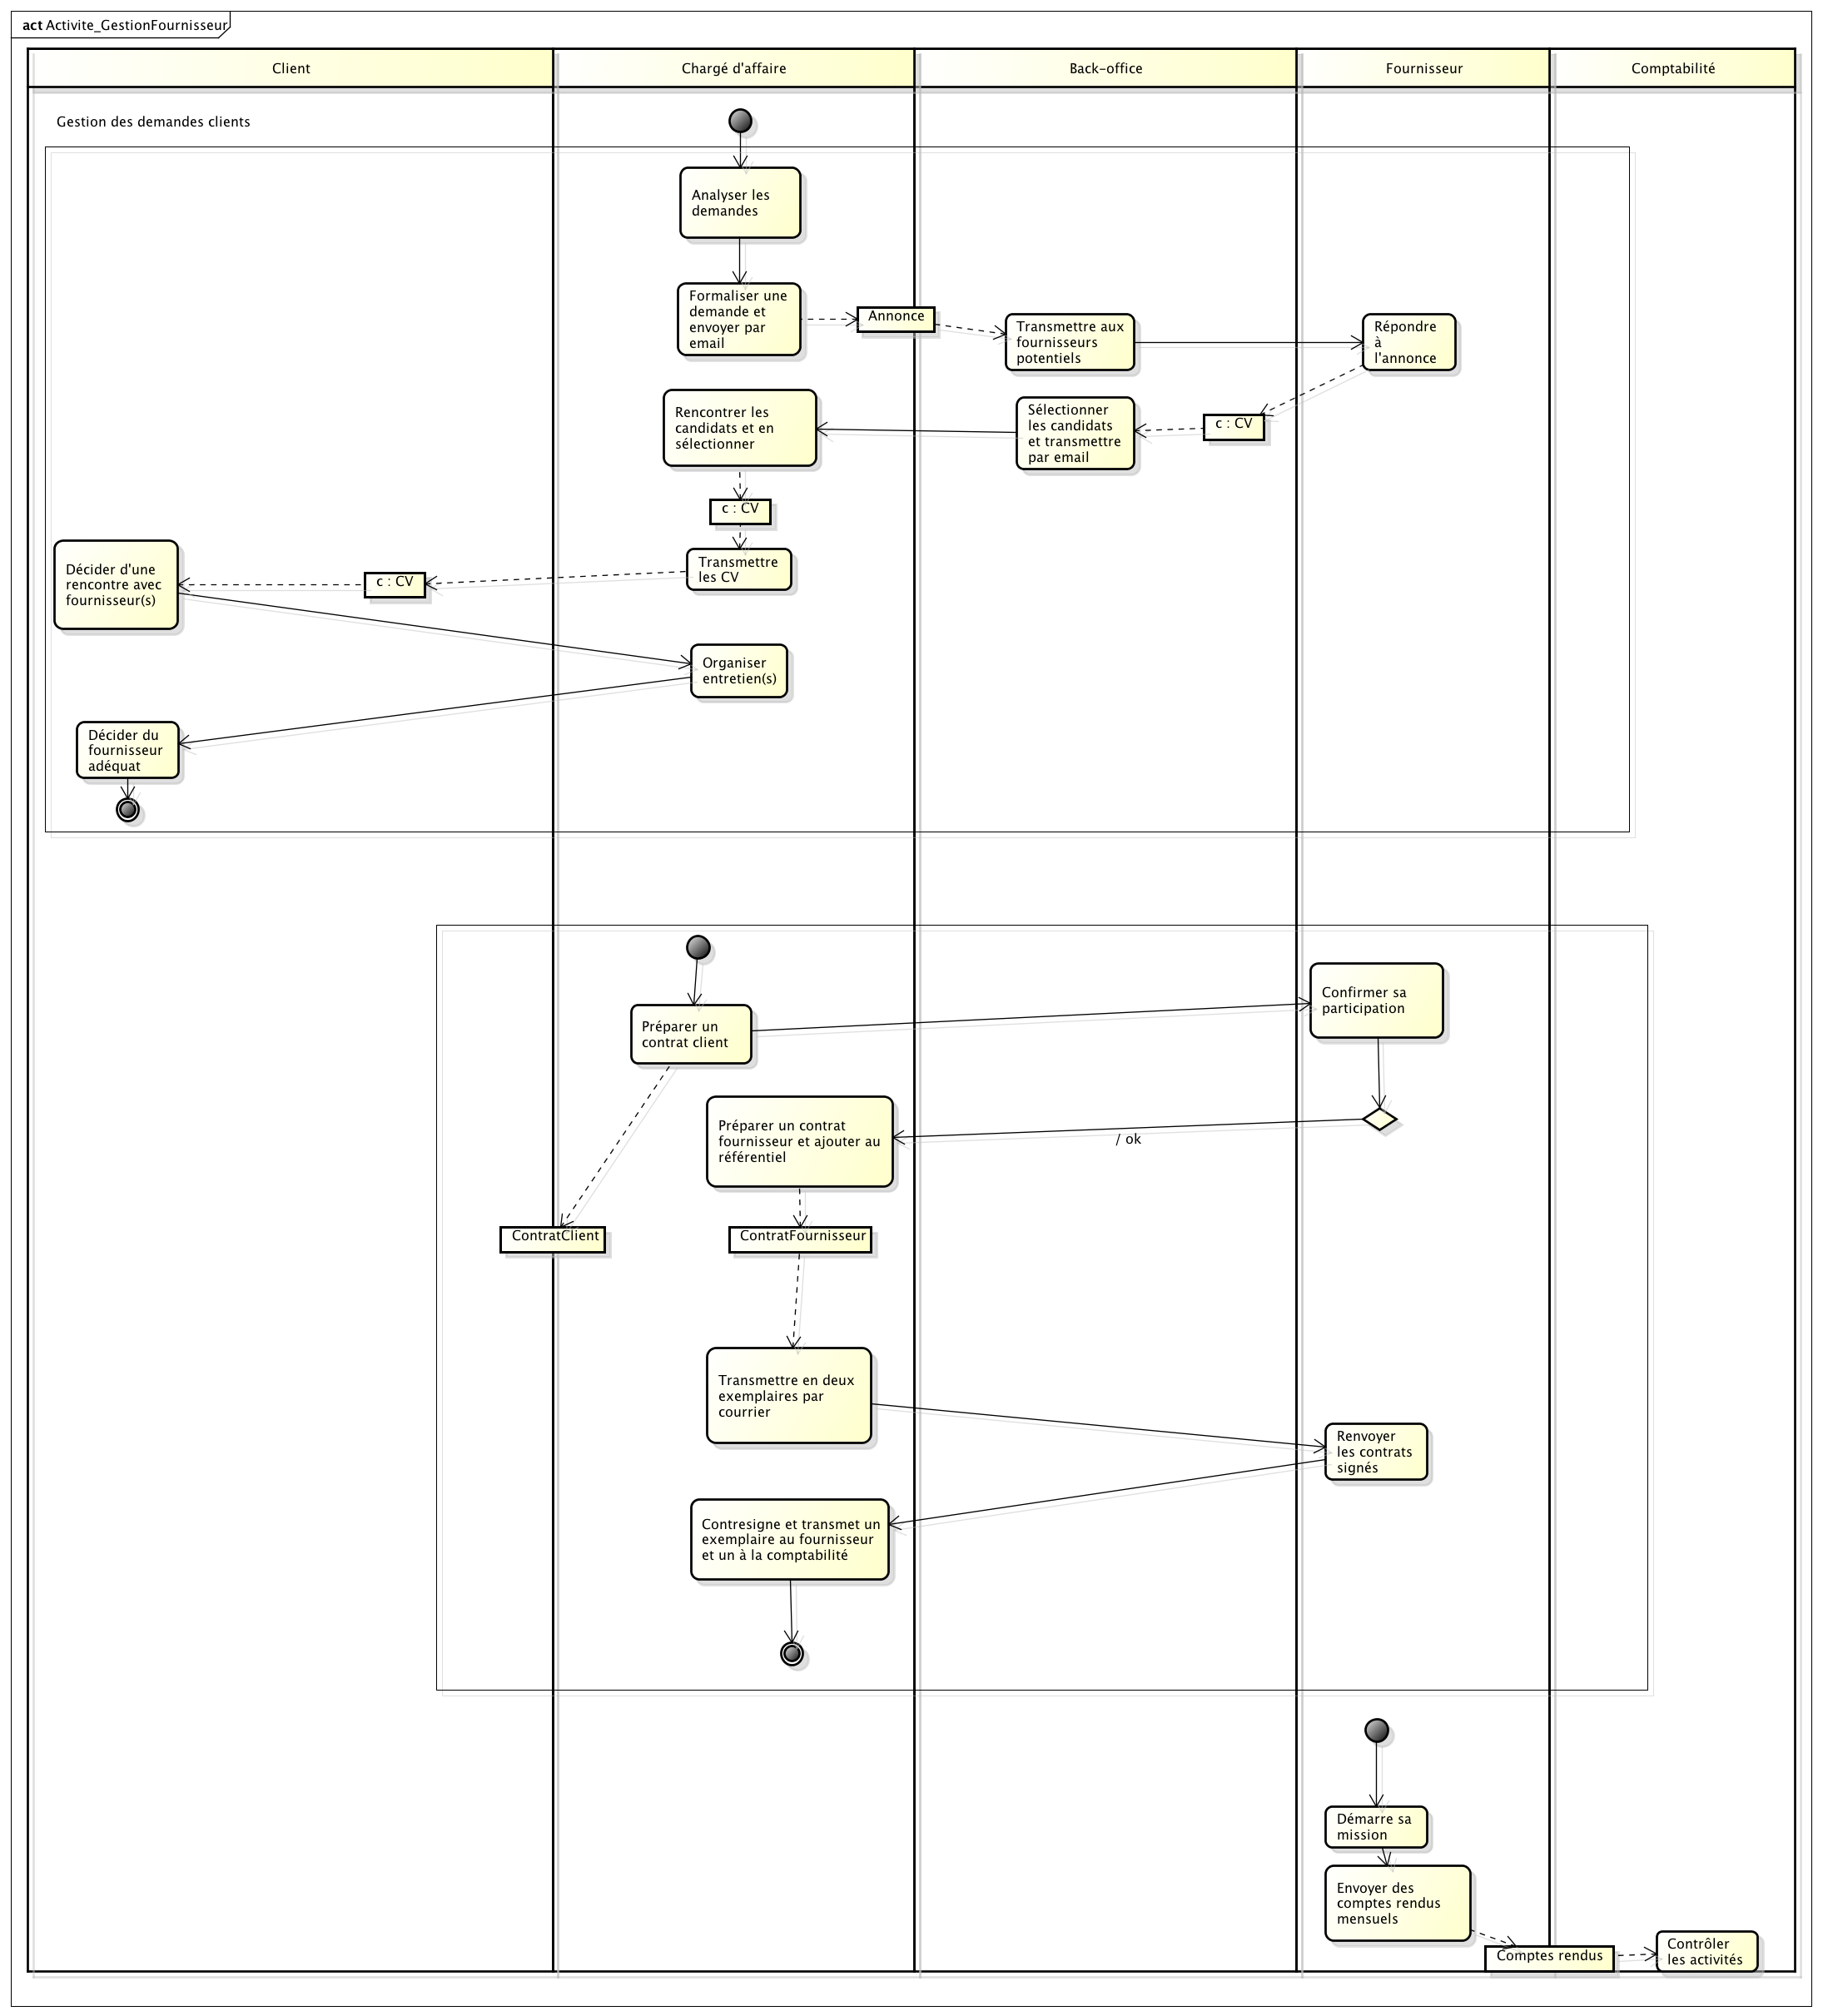 act Activite_GestionFournisseur
Client
Chargé d'affaire
Back-office
Fournisseur
Comptabilité
Gestion des demandes clients
Analyser les
demandes
Formaliser une
demande et
envoyer par
email
Annonce
Transmettre aux
fournisseurs
potentiels
Répondre
à
l'annonce
Rencontrer les
candidats et en
sélectionner
Sélectionner
les candidats
et transmettre
par email
c : CV
c : CV
Décider d'une
rencontre avec
fournisseur(s)
c : CV
Transmettre
les CV
Organiser
entretien(s)
Décider du
fournisseur
adéquat
Préparer un
contrat client
Confirmer sa
participation
Préparer un contrat
fournisseur et ajouter au
référentiel
/ ok
ContratClient
ContratFournisseur
Transmettre en deux
exemplaires par
courrier
Renvoyer
les contrats
signés
Contresigne et transmet un
exemplaire au fournisseur
et un à la comptabilité
Démarre sa
mission
Envoyer des
comptes rendus
mensuels
Comptes rendus
Contrôler
les activités